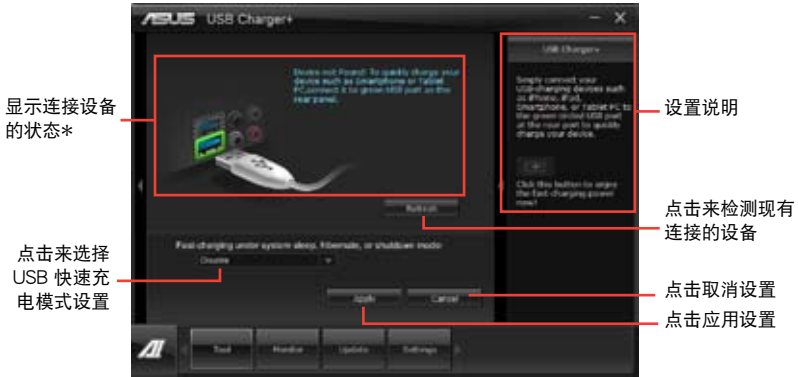 ASUS USB Charger+
Device not Found! To quickly charge your
device such as Smartphone or Tablet
PC,connect it to green USB port on the
rear panel.
Refresh
Fast-charging under system sleep, hibernate, or shutdown mode:
Disable
Apply
Cancel
Tool
Monitor
Update
Settings
USB Charger+
Simply connect your
USB-charging devices such
as iPhone, iPad,
Smartphone, or Tablet PC to
the green circled USB port
at the rear port to quickly
charge your device.
Click this button to enjoy
the fast-charging power
now!
显示连接设备
的状态*
点击来选择
USB 快速充
电模式设置
设置说明
点击来检测现有
连接的设备
点击取消设置
点击应用设置